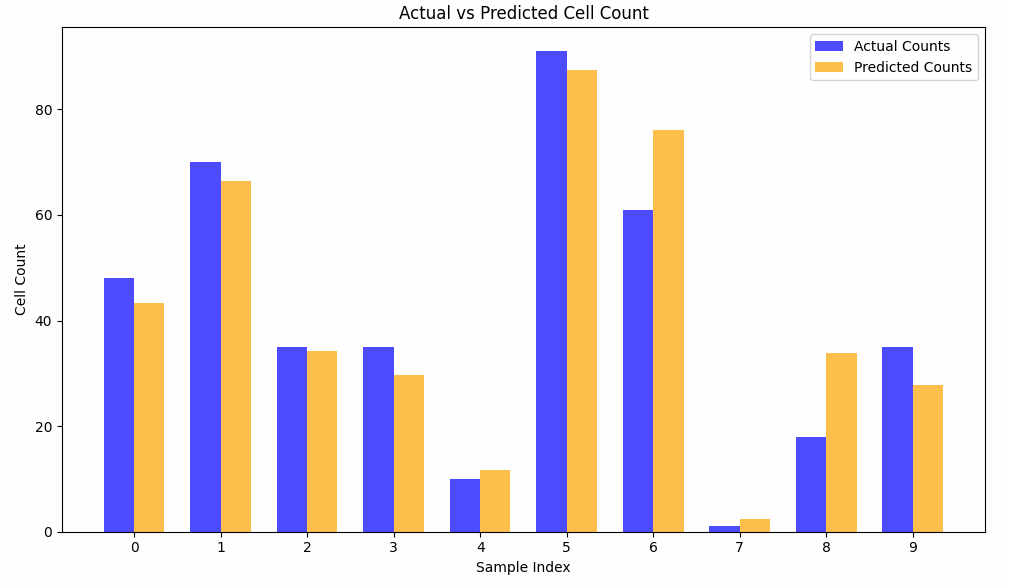 Actual vs Predicted Cell Count
Actual Counts
Predicted Counts
Cell Count
80
60
40
20
0
0 1 2 3 4 5 6 7 8 9
Sample Index